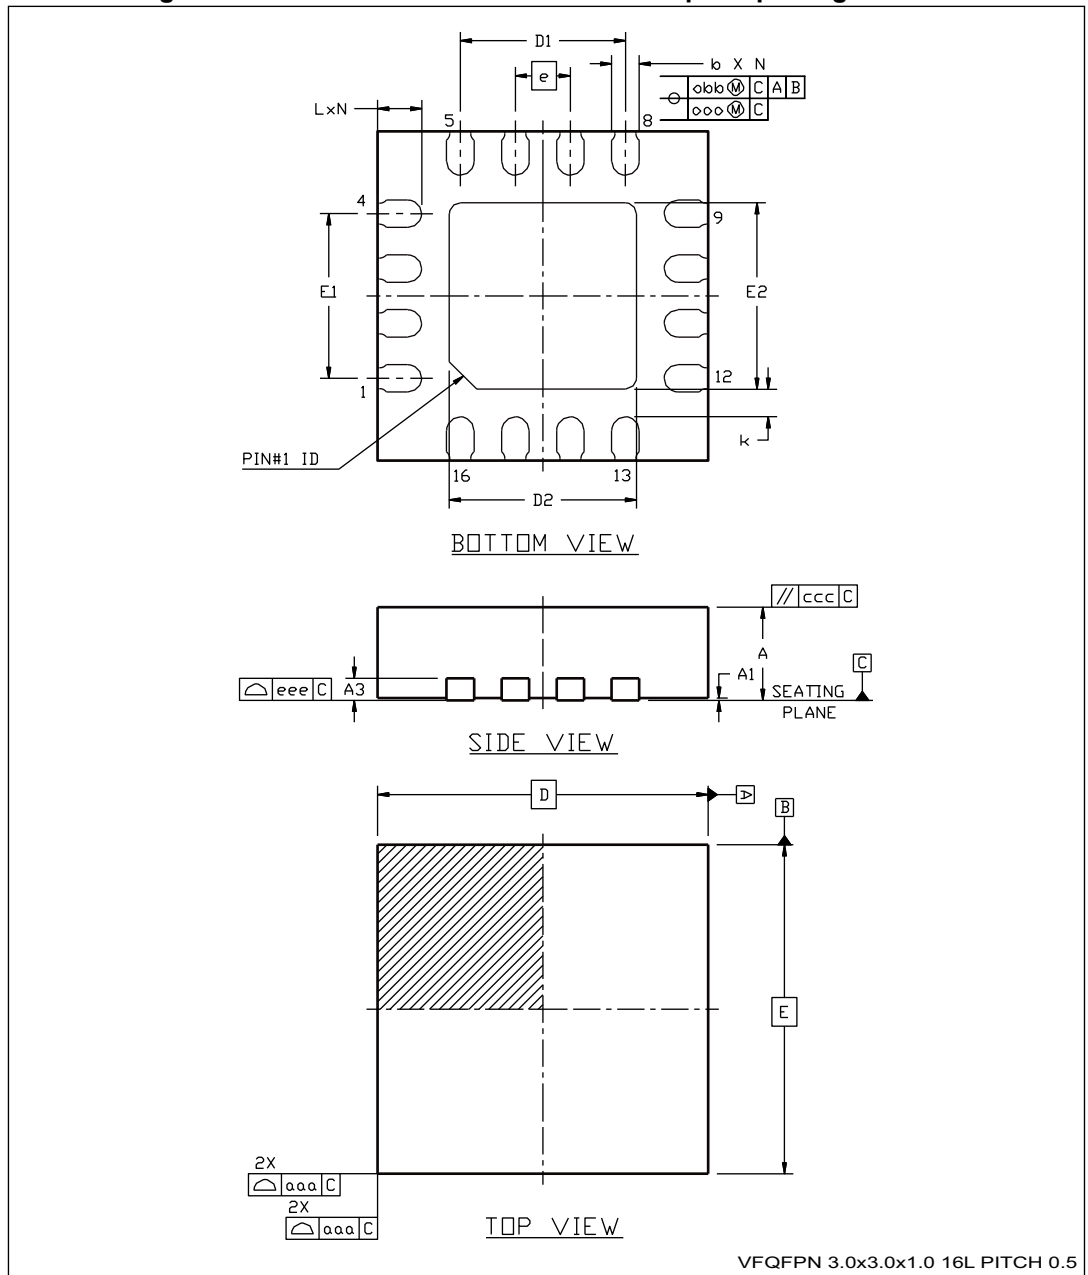 D1
b X N
e
bbb Ⓜ C A B
ooo Ⓜ C
LxN
5
8
4
9
E1
E2
1
12
k
PIN#1 ID
16
13
D2
BOTTOM VIEW
// ccc C
A
C
A1
eee C
A3
SEATING
PLANE
SIDE VIEW
D
A
B
E
2X
aaa C
2X
aaa C
TOP VIEW
VFQFPN 3.0x3.0x1.0 16L PITCH 0.5